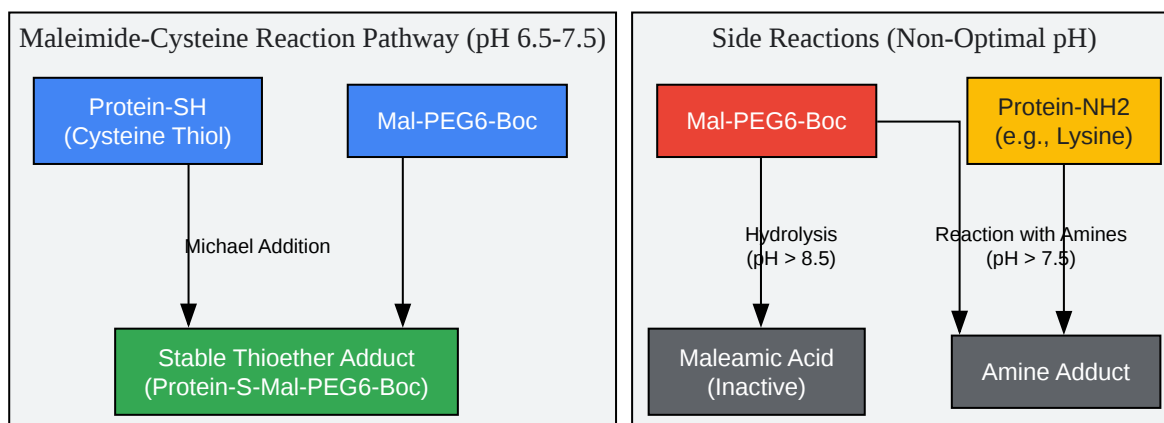 Maleimide-Cysteine Reaction Pathway (pH 6.5-7.5)
Protein-SH
(Cysteine Thiol)
Mal-PEG6-Boc
Michael Addition
Stable Thioether Adduct
(Protein-S-Mal-PEG6-Boc)
Side Reactions (Non-Optimal pH)
Mal-PEG6-Boc
Protein-NH2
(e.g., Lysine)
Hydrolysis
(pH > 8.5)
Reaction with Amines
(pH > 7.5)
Maleamic Acid
(Inactive)
Amine Adduct